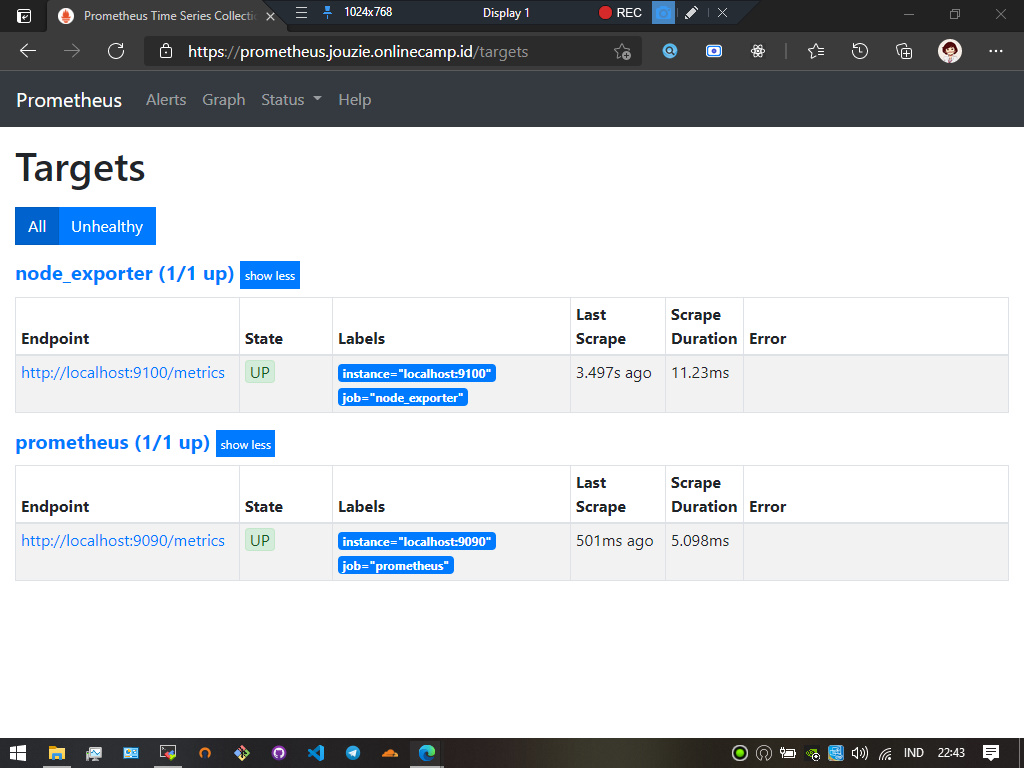 Prometheus Time Series Collectic
1024x768
Display 1
REC
https://prometheus.jouzie.onlinecamp.id/targets
Prometheus
Alerts
Graph
Status
Help
Targets
All
Unhealthy
node_exporter (1/1 up)
show less
Endpoint
State
Labels
Last Scrape
Scrape Duration
Error
http://localhost:9100/metrics
UP
instance="localhost:9100"
job="node_exporter"
3.497s ago
11.23ms
prometheus (1/1 up)
show less
Endpoint
State
Labels
Last Scrape
Scrape Duration
Error
http://localhost:9090/metrics
UP
instance="localhost:9090"
job="prometheus"
501ms ago
5.098ms
IND
22:43